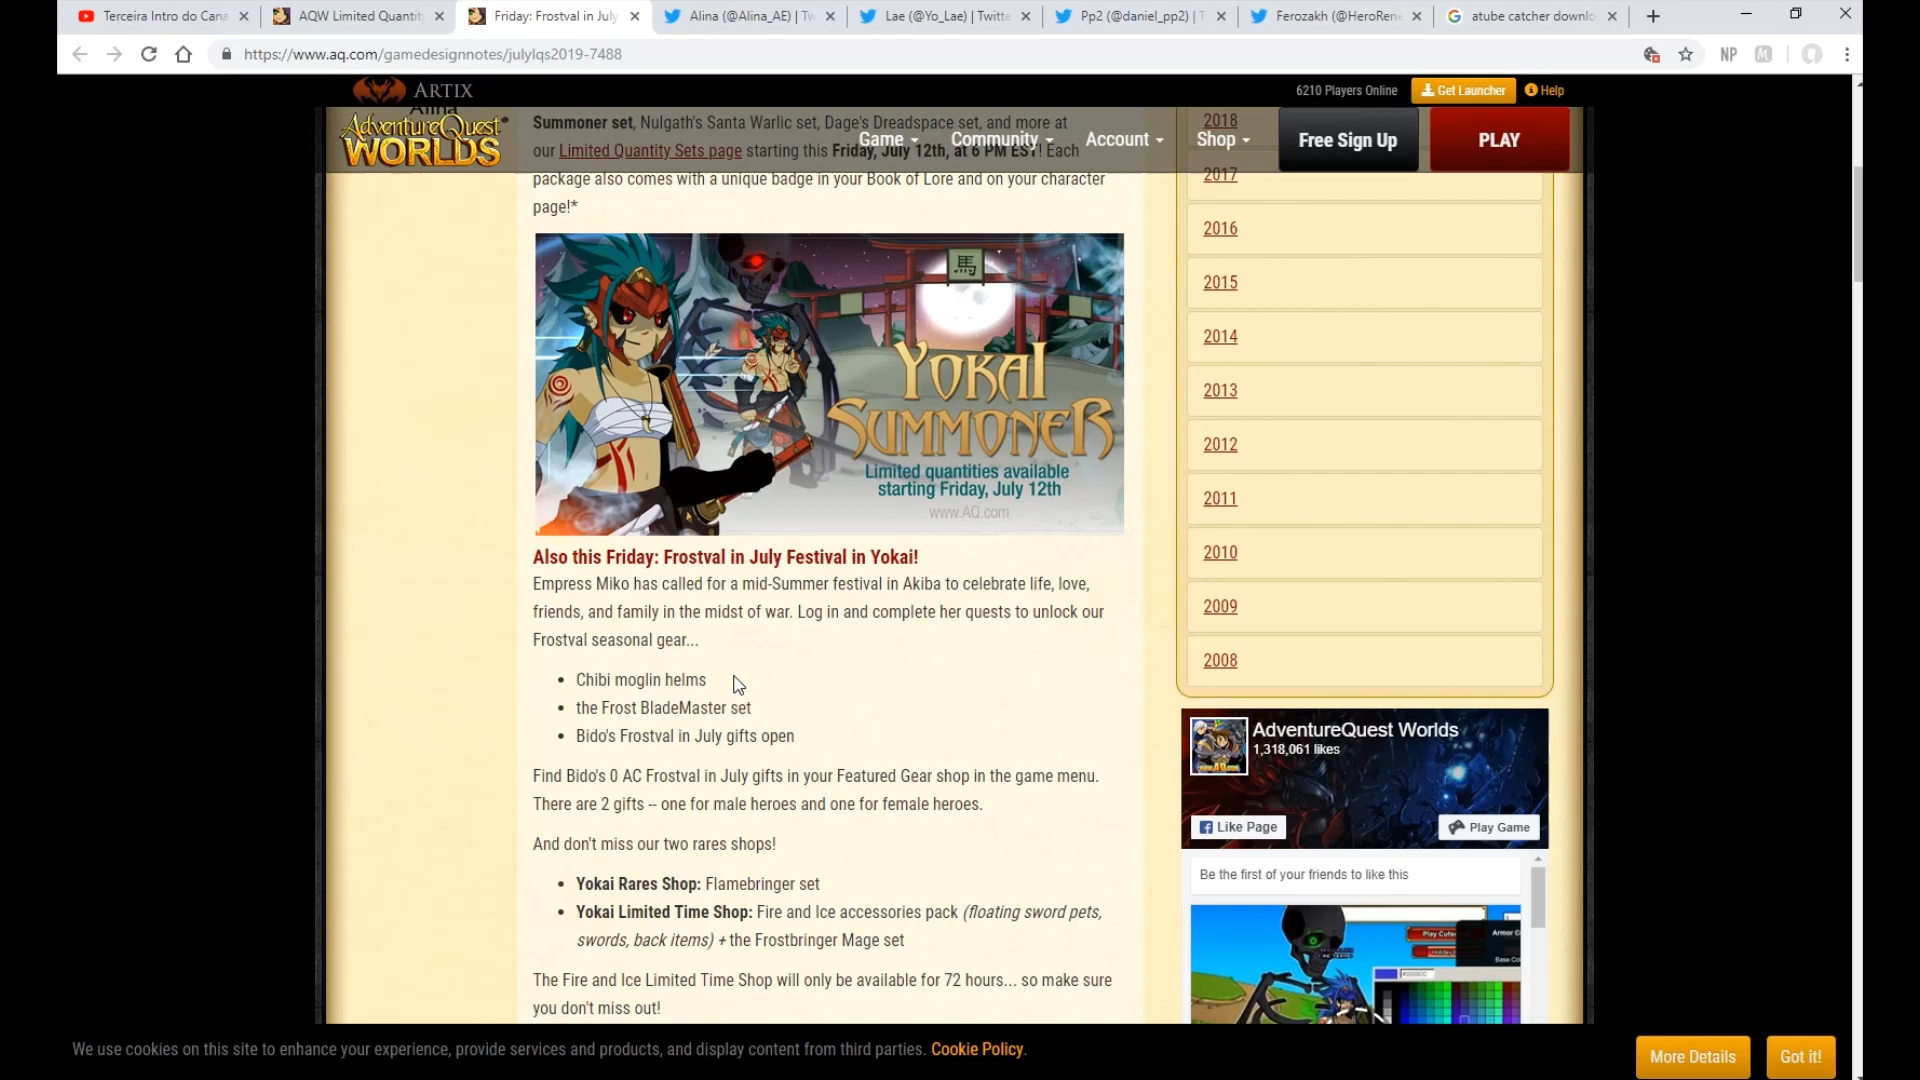 Terceira Intro do Cana
AQW Limited Quantit
Friday: Frostval in July
Alina (@Alina_AE) | Tw
Lae (@Yo_Lae) | Twitte
Pp2 (@daniel_pp2) | T
Ferozakh (@HeroRene
atube catcher downlo
https://www.aq.com/gamedesignnotes/julylqs2019-7488
NP
ARTIX
6210 Players Online
Get Launcher
Help
Alina
AdventureQuest
WORLDS
Game
Community
Account
Shop
Free Sign Up
PLAY
Summoner set, Nulgath's Santa Warlic set, Dage's Dreadspace set, and more at
our Limited Quantity Sets page starting this Friday, July 12th, at 6 PM EST! Each
package also comes with a unique badge in your Book of Lore and on your character
page!*
馬
YOKAI
SUMMONER
Limited quantities available
starting Friday, July 12th
www.AQ.com
Also this Friday: Frostval in July Festival in Yokai!
Empress Miko has called for a mid-Summer festival in Akiba to celebrate life, love,
friends, and family in the midst of war. Log in and complete her quests to unlock our
Frostval seasonal gear...
• Chibi moglin helms
• the Frost BladeMaster set
• Bido's Frostval in July gifts open
Find Bido's 0 AC Frostval in July gifts in your Featured Gear shop in the game menu.
There are 2 gifts -- one for male heroes and one for female heroes.
And don't miss our two rares shops!
• Yokai Rares Shop: Flamebringer set
• Yokai Limited Time Shop: Fire and Ice accessories pack (floating sword pets,
swords, back items) + the Frostbringer Mage set
The Fire and Ice Limited Time Shop will only be available for 72 hours... so make sure
you don't miss out!
2018
2017
2016
2015
2014
2013
2012
2011
2010
2009
2008
AdventureQuest Worlds
1,318,061 likes
Like Page
Play Game
Be the first of your friends to like this
Play Cuts
Armor C
Base Col
We use cookies on this site to enhance your experience, provide services and products, and display content from third parties. Cookie Policy.
More Details
Got it!